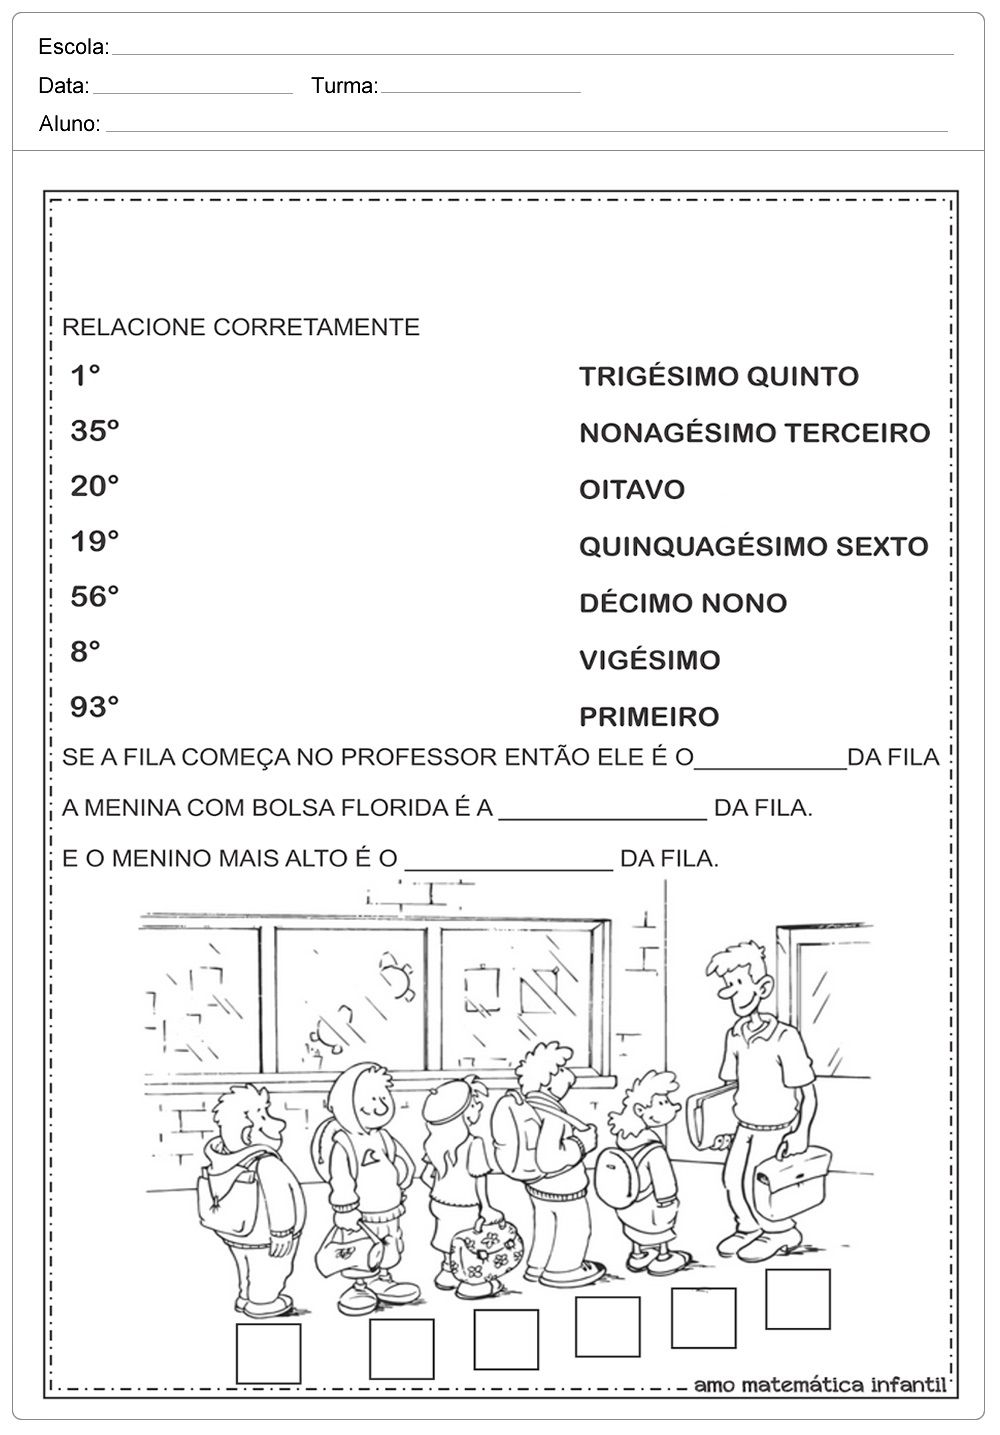 Escola:
Data: Turma:
Aluno:
RELACIONE CORRETAMENTE
1° TRIGÉSIMO QUINTO
35º NONAGÉSIMO TERCEIRO
20° OITAVO
19° QUINQUAGÉSIMO SEXTO
56° DÉCIMO NONO
8° VIGÉSIMO
93° PRIMEIRO
SE A FILA COMEÇA NO PROFESSOR ENTÃO ELE É O___________DA FILA
A MENINA COM BOLSA FLORIDA É A _______________ DA FILA.
E O MENINO MAIS ALTO É O _______________ DA FILA.
amo matemática infantil